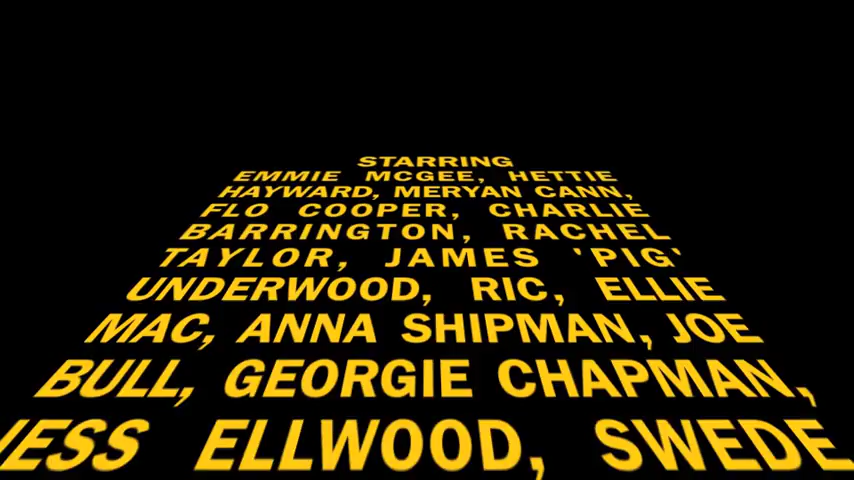 STARRING
EMMIE MCGEE, HETTIE
HAYWARD, MERYAN CANN,
FLO COOPER, CHARLIE
BARRINGTON, RACHEL
TAYLOR, JAMES 'PIG'
UNDERWOOD, RIC, ELLIE
MAC, ANNA SHIPMAN, JOE
BULL, GEORGIE CHAPMAN,
ELLWOOD, SWEDE